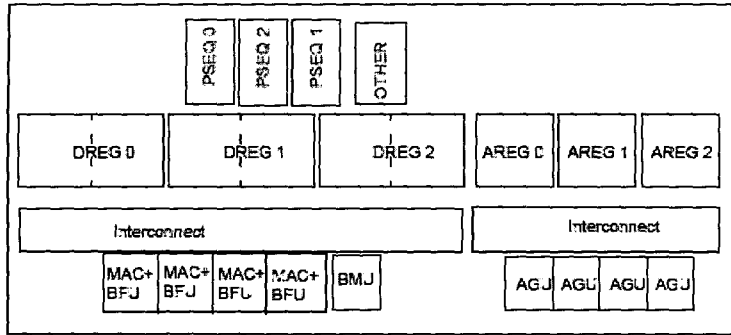 PSEQ 0
PSEQ 2
PSEQ 1
OTHER
DREG 0 DREG 1 DREG 2 AREG 0 AREG 1 AREG 2
Interconnect Interconnect
MAC+ MAC+ MAC+ MAC+ BMU
BFU BFU BFU BFU
AGU AGU AGU AGU